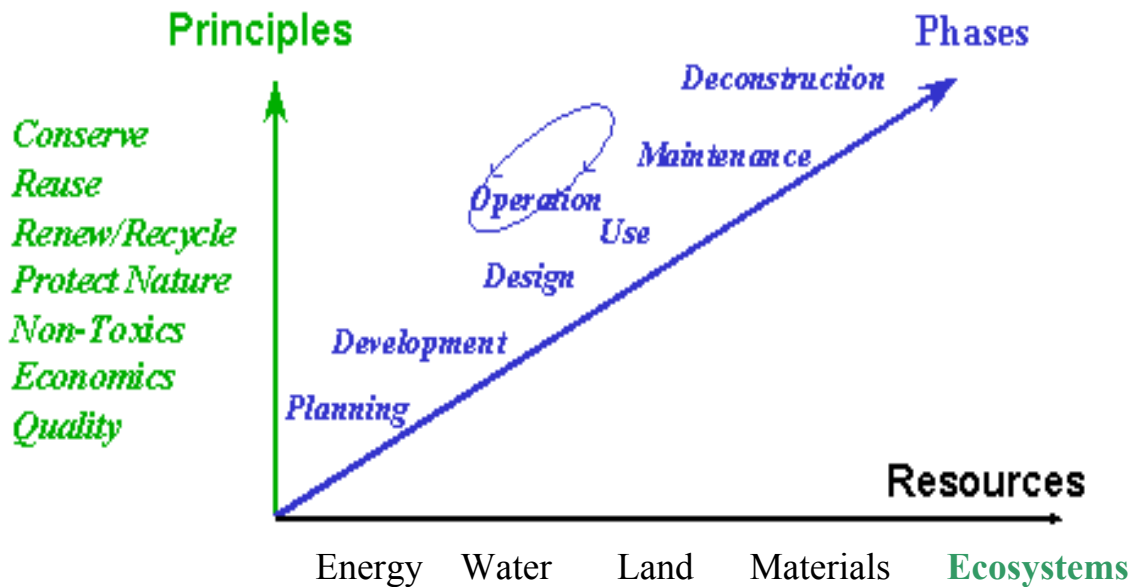 Principles
Phases
Deconstruction
Conserve
Maintenance
Reuse
Operation
Renew/Recycle
Use
Protect Nature
Design
Non-Toxics
Development
Economics
Planning
Quality
Resources
Energy Water Land Materials Ecosystems